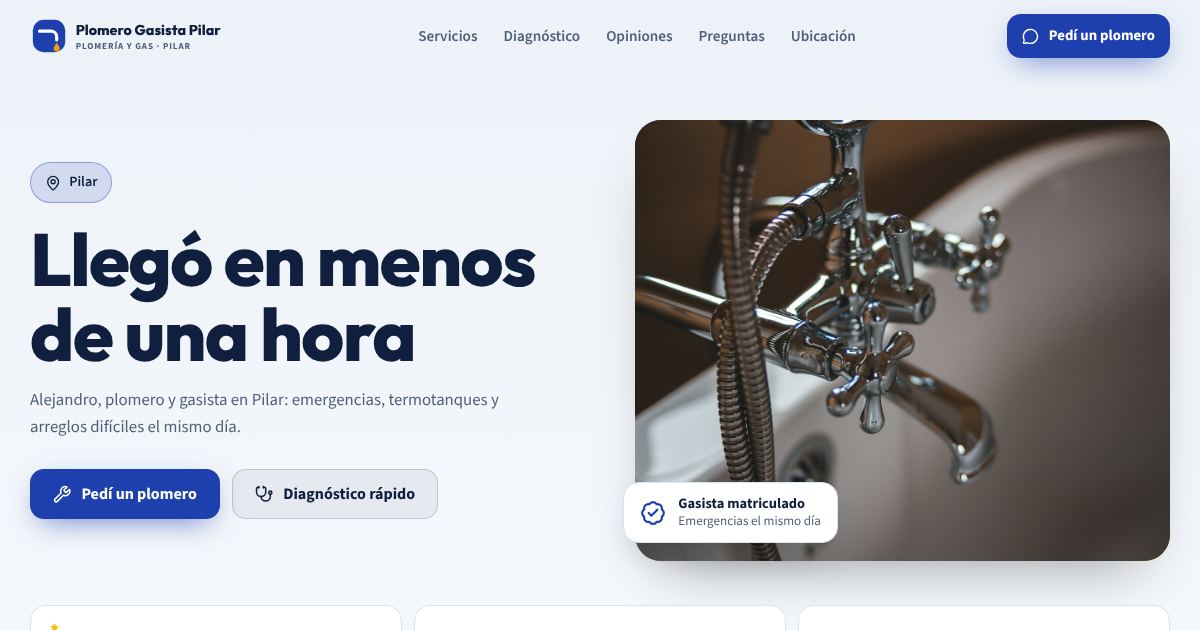 Plomero Gasista Pilar
PLOMERÍA Y GAS · PILAR
Servicios
Diagnóstico
Opiniones
Preguntas
Ubicación
Pedí un plomero
Pilar
Llegó en menos
de una hora
Alejandro, plomero y gasista en Pilar: emergencias, termotanques y
arreglos difíciles el mismo día.
Pedí un plomero
Diagnóstico rápido
Gasista matriculado
Emergencias el mismo día